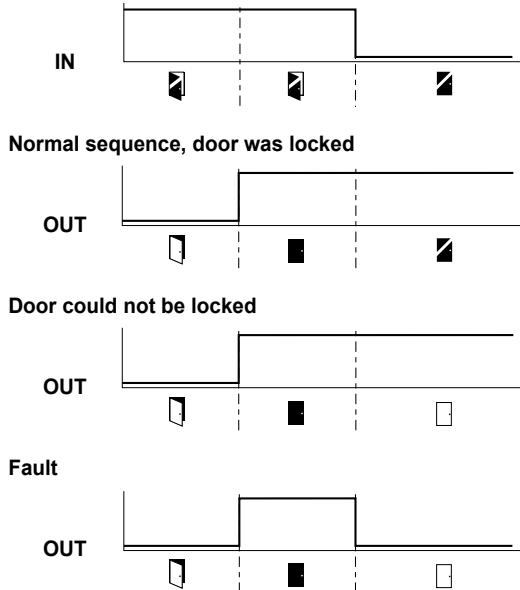 IN
Normal sequence, door was locked
OUT
Door could not be locked
OUT
Fault
OUT